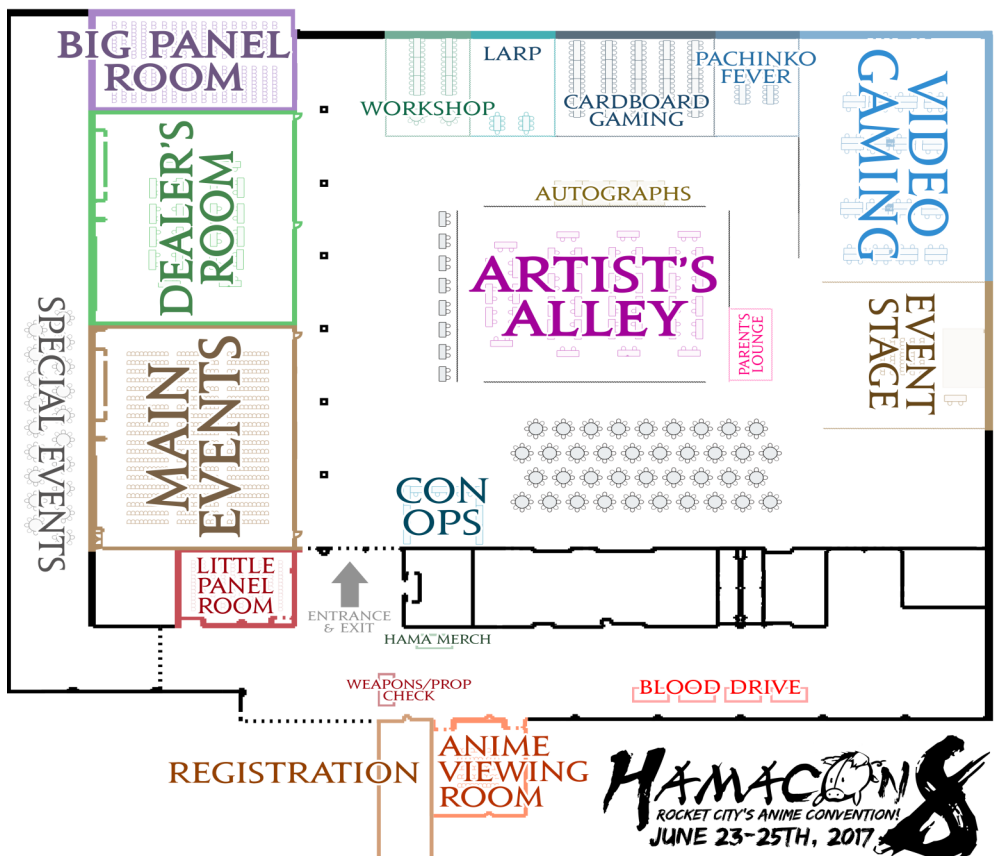 BIG PANEL
ROOM
WORKSHOP
LARP
CARDBOARD
GAMING
PACHINKO
FEVER
VIDEO
GAMING
DEALER'S
ROOM
AUTOGRAPHS
ARTIST'S
ALLEY
PARENT'S
LOUNGE
EVENT
STAGE
SPECIAL EVENTS
MAIN
EVENTS
CON
OPS
LITTLE
PANEL
ROOM
ENTRANCE
& EXIT
HAMA MERCH
WEAPONS/PROP
CHECK
BLOOD DRIVE
REGISTRATION
ANIME
VIEWING
ROOM
HAMACON 8
ROCKET CITY'S ANIME CONVENTION!
JUNE 23-25TH, 2017